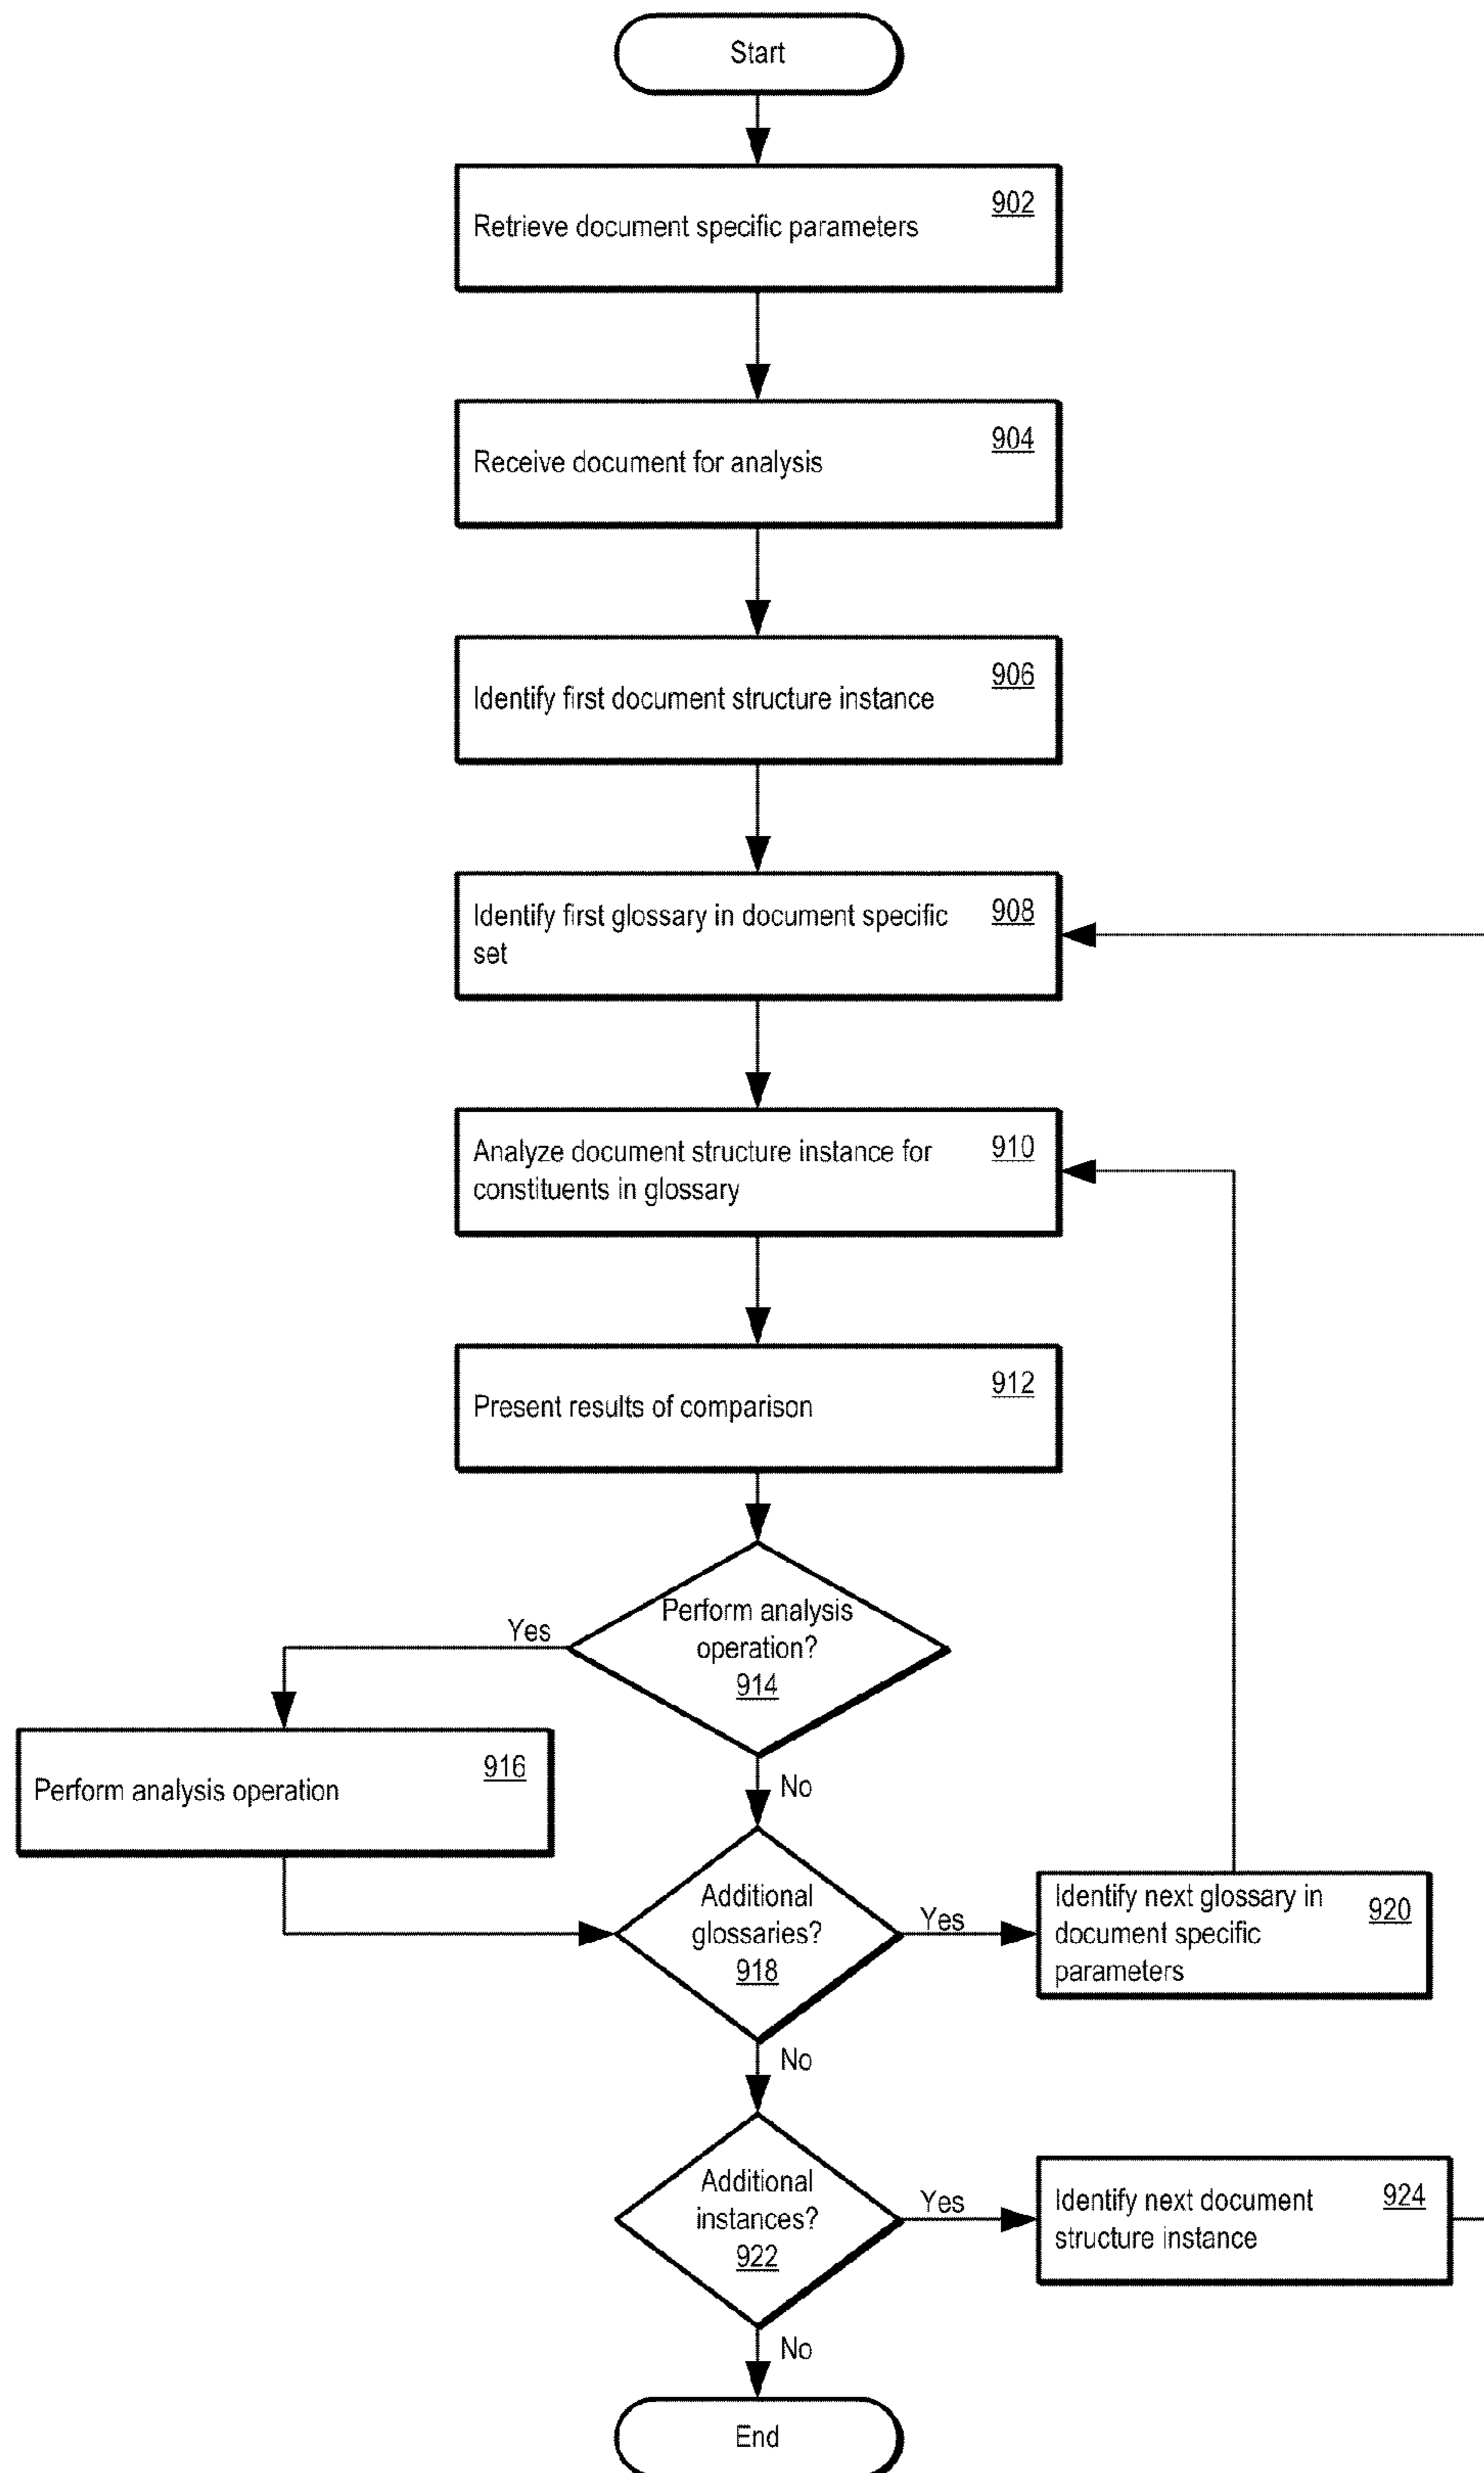 Start
902
Retrieve document specific parameters
904
Receive document for analysis
906
Identify first document structure instance
908
Identify first glossary in document specific
set
910
Analyze document structure instance for
constituents in glossary
912
Present results of comparison
Perform analysis
operation?
914
Yes
No
916
Perform analysis operation
Additional
glossaries?
918
Yes
No
Identify next glossary in
document specific
parameters
920
Additional
instances?
922
Yes
No
Identify next document
structure instance
924
End